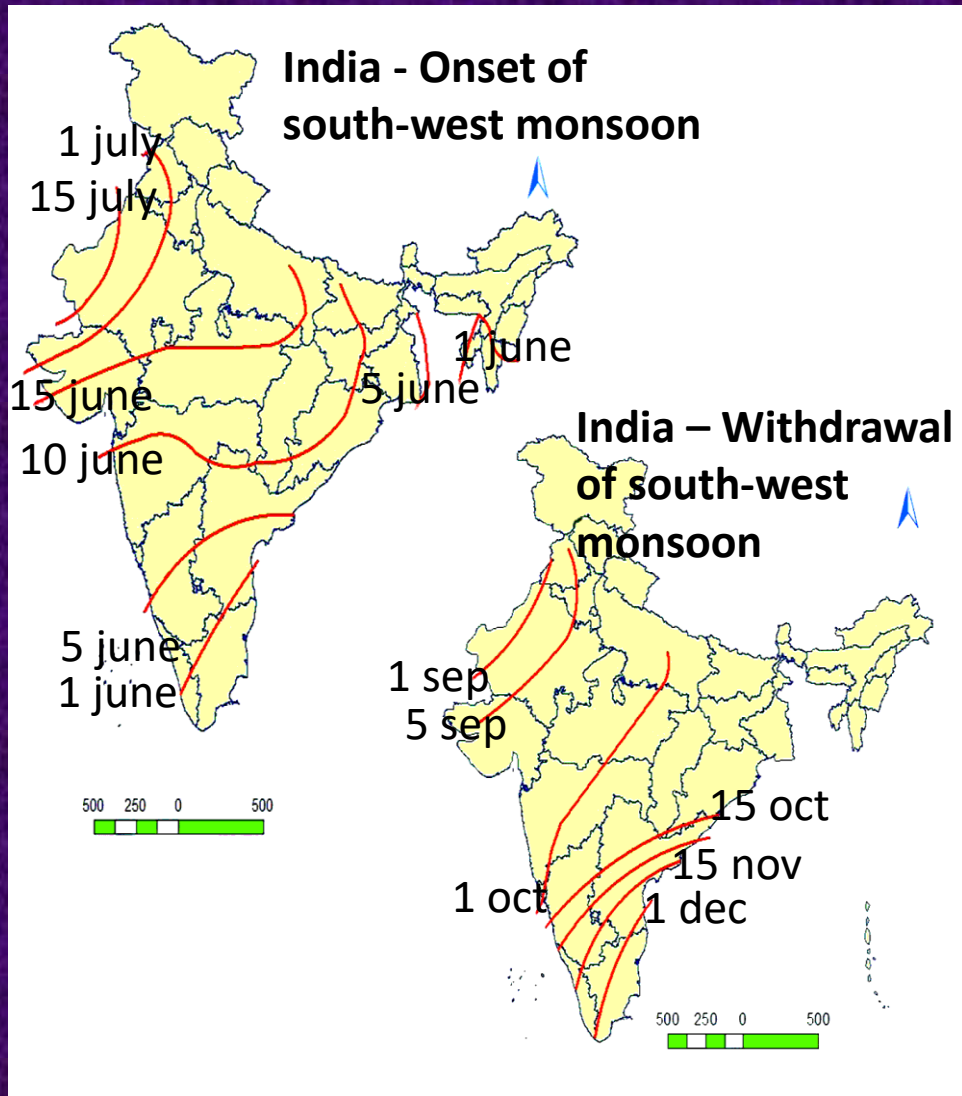 India - Onset of
south-west monsoon
1 july
15 july
1 june
5 june
15 june
10 june
5 june
1 june
500 250 0 500
India – Withdrawal
of south-west
monsoon
1 sep
5 sep
15 oct
15 nov
1 oct
1 dec
500 250 0 500